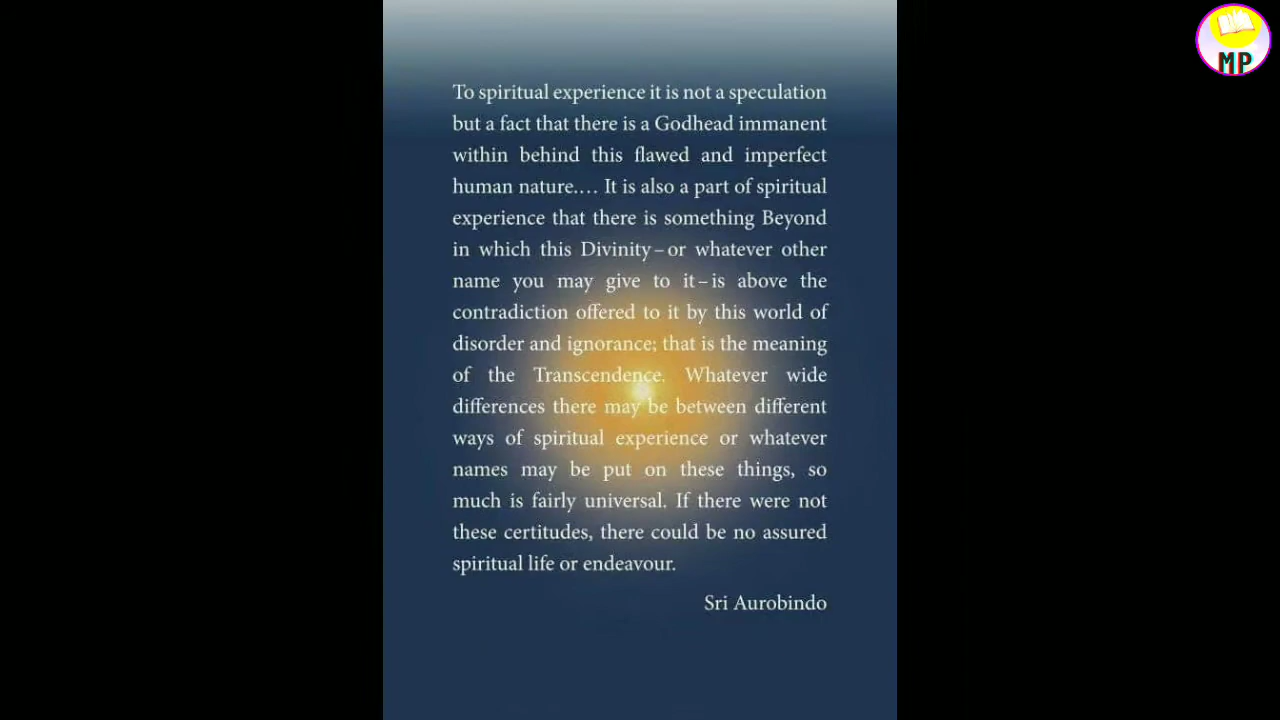 MP
To spiritual experience it is not a speculation
but a fact that there is a Godhead immanent
within behind this flawed and imperfect
human nature.… It is also a part of spiritual
experience that there is something Beyond
in which this Divinity – or whatever other
name you may give to it – is above the
contradiction offered to it by this world of
disorder and ignorance; that is the meaning
of the Transcendence. Whatever wide
differences there may be between different
ways of spiritual experience or whatever
names may be put on these things, so
much is fairly universal. If there were not
these certitudes, there could be no assured
spiritual life or endeavour.
Sri Aurobindo